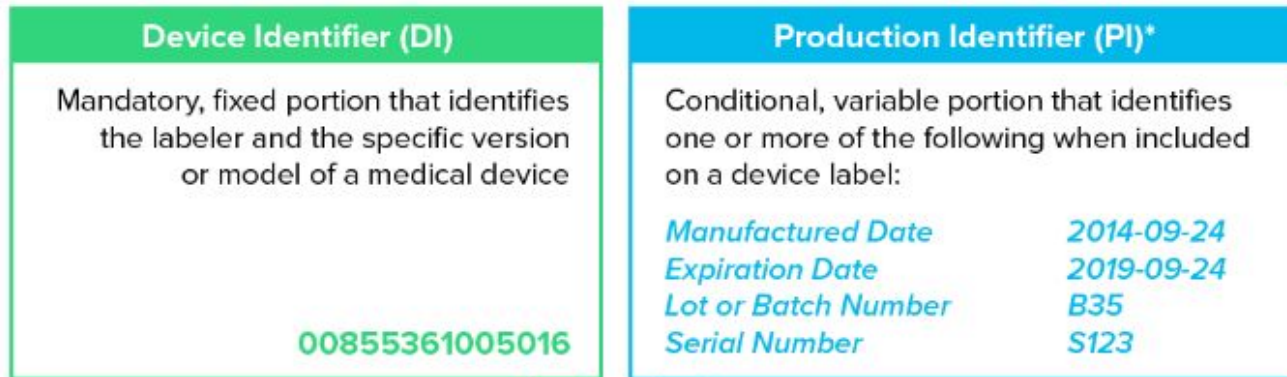 Device Identifier (DI)
Mandatory, fixed portion that identifies
the labeler and the specific version
or model of a medical device
00855361005016
Production Identifier (PI)*
Conditional, variable portion that identifies
one or more of the following when included
on a device label:
Manufactured Date 2014-09-24
Expiration Date 2019-09-24
Lot or Batch Number B35
Serial Number S123